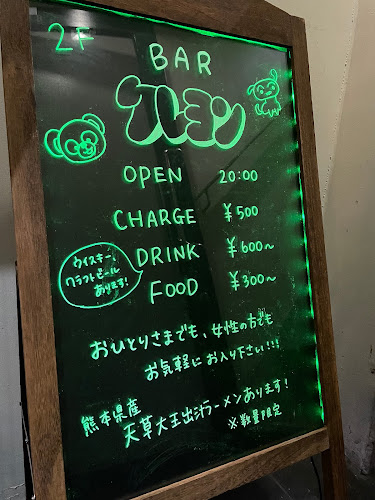 2F
BAR
クレヨン
OPEN 20:00
CHARGE ¥500
ウイスキー、
クラフトビール
あります!
DRINK ¥600〜
FOOD ¥300〜
おひとりさまでも、女性の方でも
お気軽にお入り下さい!!!
熊本県産
天草大王出汁ラーメンあります!
※数量限定